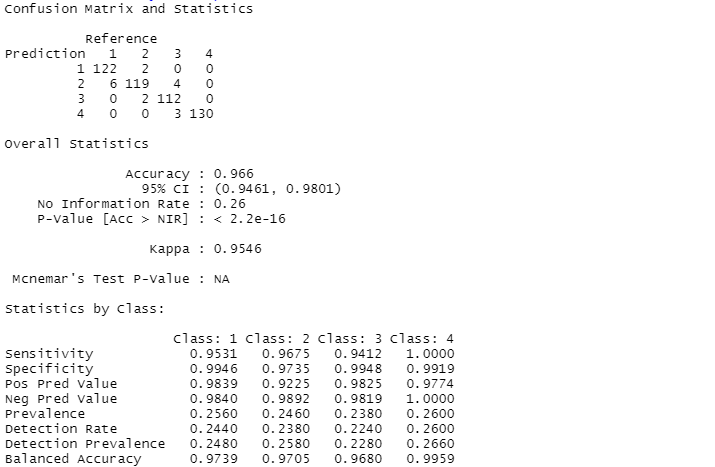 Confusion Matrix and Statistics
Reference
Prediction 1 2 3 4
1 122 2 0 0
2 6 119 4 0
3 0 2 112 0
4 0 0 3 130
Overall Statistics
Accuracy : 0.966
95% CI : (0.9461, 0.9801)
No Information Rate : 0.26
P-Value [Acc > NIR] : < 2.2e-16
Kappa : 0.9546
Mcnemar's Test P-Value : NA
Statistics by Class:
Class: 1 Class: 2 Class: 3 Class: 4
Sensitivity 0.9531 0.9675 0.9412 1.0000
Specificity 0.9946 0.9735 0.9948 0.9919
Pos Pred Value 0.9839 0.9225 0.9825 0.9774
Neg Pred Value 0.9840 0.9892 0.9819 1.0000
Prevalence 0.2560 0.2460 0.2380 0.2600
Detection Rate 0.2440 0.2380 0.2240 0.2600
Detection Prevalence 0.2480 0.2580 0.2280 0.2660
Balanced Accuracy 0.9739 0.9705 0.9680 0.9959